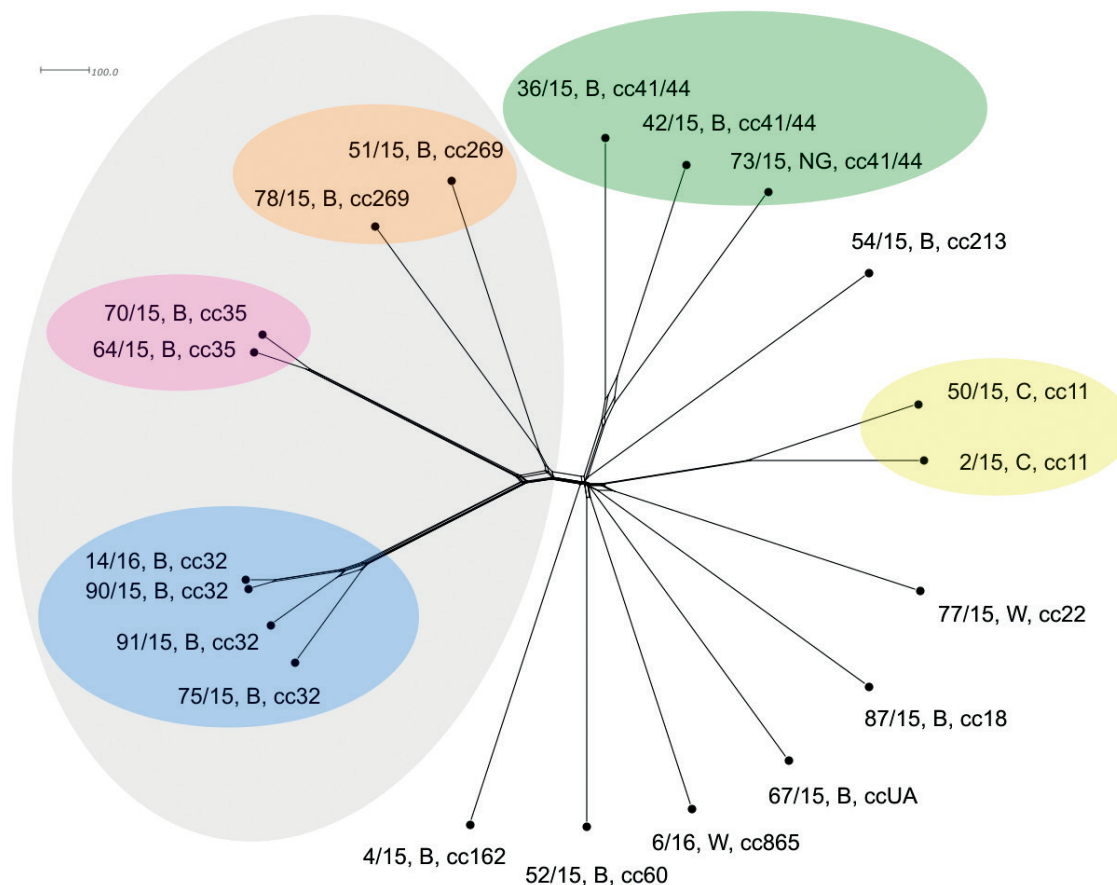 100.0
36/15, B, cc41/44
42/15, B, cc41/44
73/15, NG, cc41/44
51/15, B, cc269
78/15, B, cc269
54/15, B, cc213
70/15, B, cc35
64/15, B, cc35
50/15, C, cc11
2/15, C, cc11
14/16, B, cc32
90/15, B, cc32
91/15, B, cc32
75/15, B, cc32
77/15, W, cc22
87/15, B, cc18
67/15, B, ccUA
6/16, W, cc865
4/15, B, cc162
52/15, B, cc60